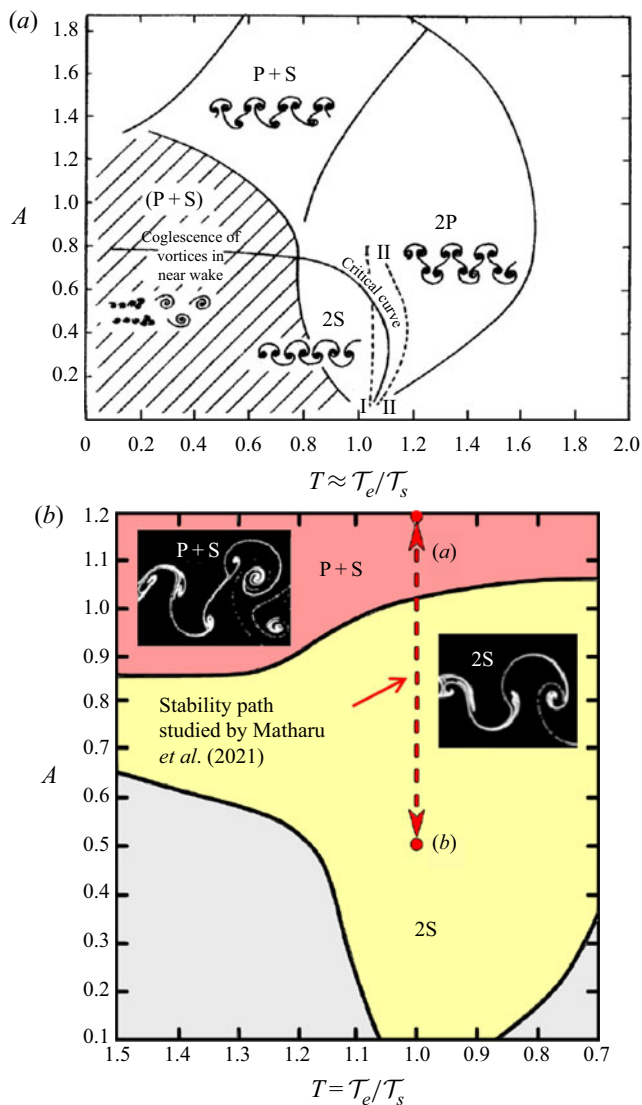 (a)
1.8
1.6
1.4
1.2
1.0
0.8
0.6
0.4
0.2
A
P + S
(P + S)
Coglescence of
vortices in
near wake
2P
II
Critical curve
2S
I
II
0
0.2
0.4
0.6
0.8
1.0
1.2
1.4
1.6
1.8
2.0
T ≈ 𝒯e/𝒯s
(b)
1.2
1.1
1.0
0.9
0.8
0.7
0.6
0.5
0.4
0.3
0.2
0.1
A
P + S
P + S
(a)
2S
Stability path
studied by Matharu
et al. (2021)
(b)
2S
1.5
1.4
1.3
1.2
1.1
1.0
0.9
0.8
0.7
T = 𝒯e/𝒯s